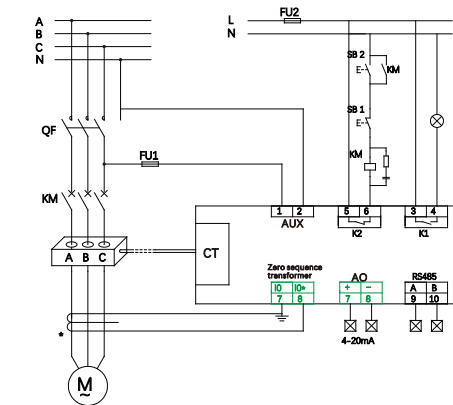 A
B
C
N
QF
KM
FU1
FU2
L
N
SB 2
E
KM
SB 1
E
KM
1 2
AUX
5 6
K2
3 4
K1
A B C
CT
Zero sequence
transformer
I0 I0*
7 8
AO
+ −
7 8
4-20mA
RS485
A B
9 10
*
M
~